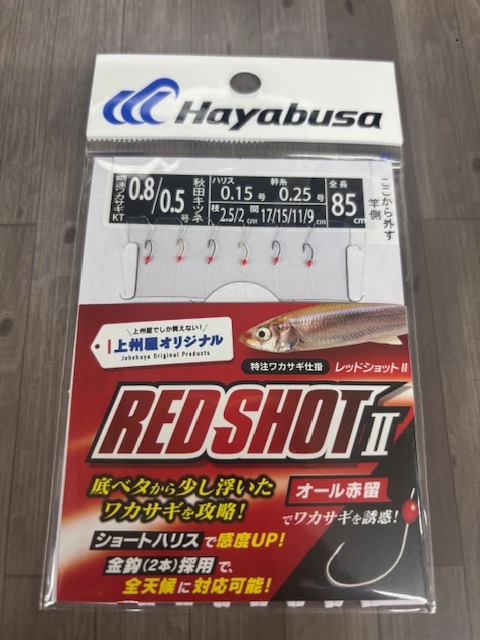 Hayabusa
瞬速ワカサギKT
0.8/0.5号
秋田キツネ
ハリス 0.15号
幹糸 0.25号
枝 2.5/2cm
間 17/15/11/9cm
全長 85cm
ここから外す
竿側
上州屋でしか買えない!
上州屋オリジナル
Johshuya Original Products
特注ワカサギ仕掛 レッドショットII
RED SHOT II
底ベタから少し浮いた
ワカサギを攻略!
オール赤留
でワカサギを誘惑!
ショートハリスで感度UP!
金鈎(2本)採用で、
全天候に対応可能!